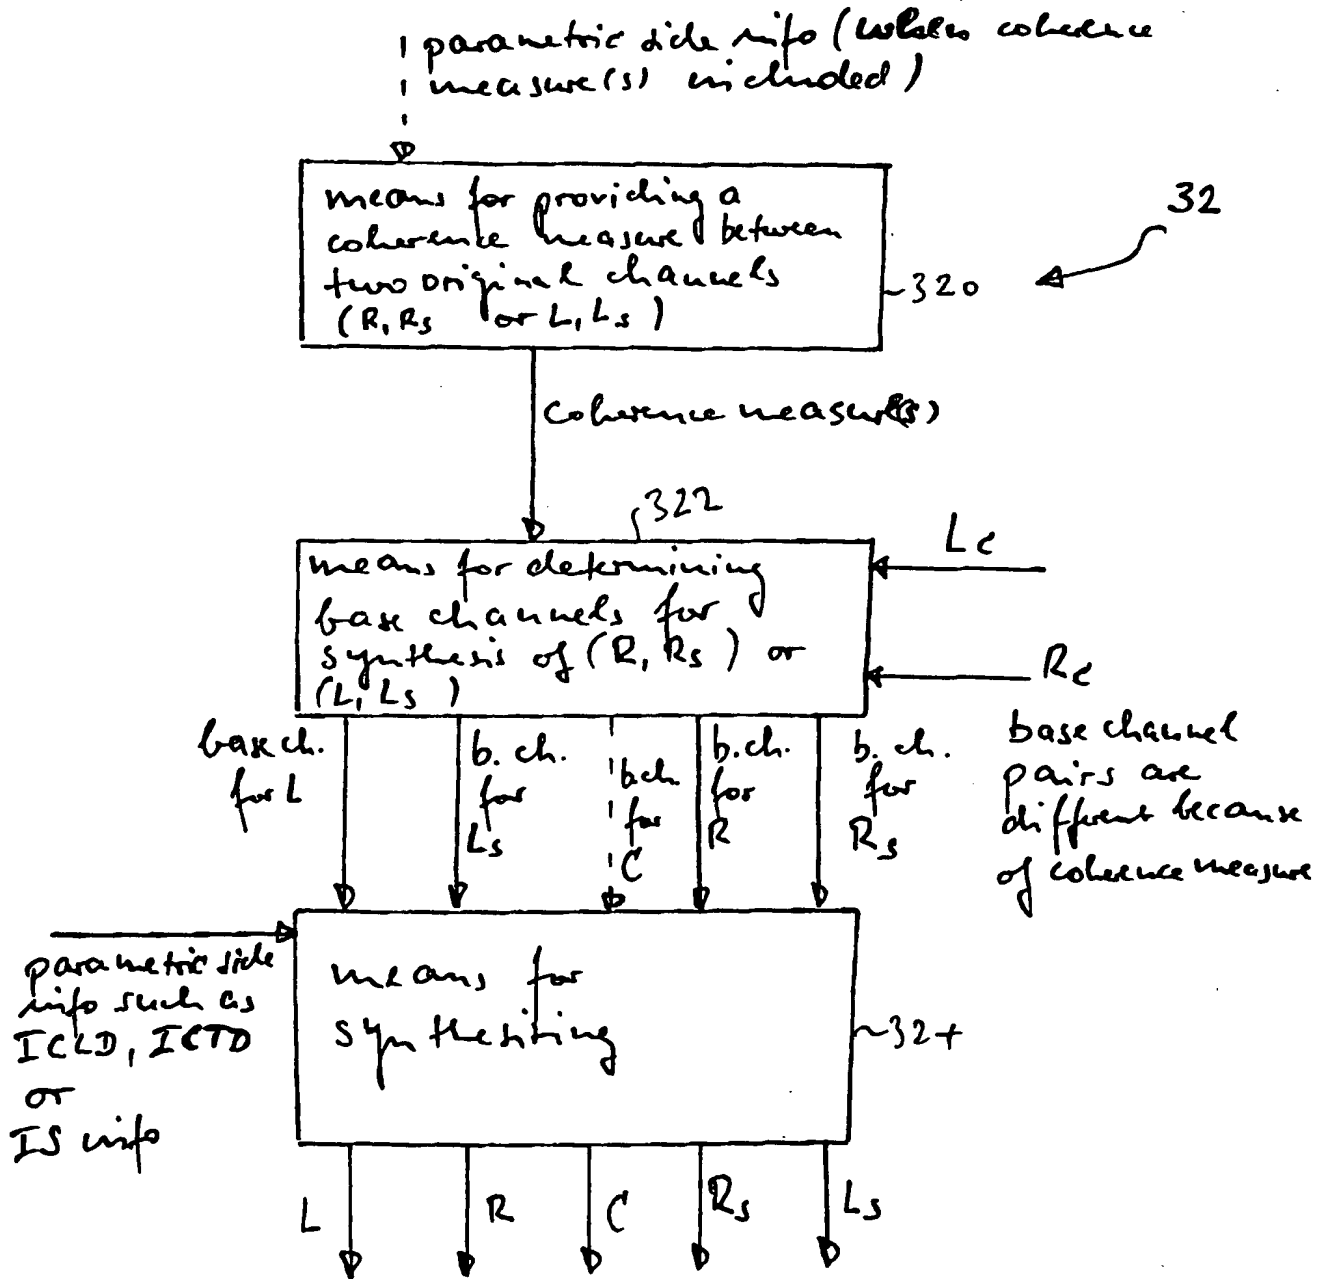 parametric side info (when coherence
measure(s) included)
means for providing a
coherence measure between
two original channels
(R, Rs or L, Ls)
320
32
coherence measure(s)
322
means for determining
base channels for
synthesis of (R, Rs) or
(L, Ls)
Lc
Rc
base ch.
for L
b. ch.
for
Ls
b.ch.
for
C
b.ch.
for
R
b. ch.
for
Rs
base channel
pairs are
different because
of coherence measure
parametric side
info such as
ICLD, ICTD
or
IS info
means for
synthesizing
324
L
R
C
Rs
Ls